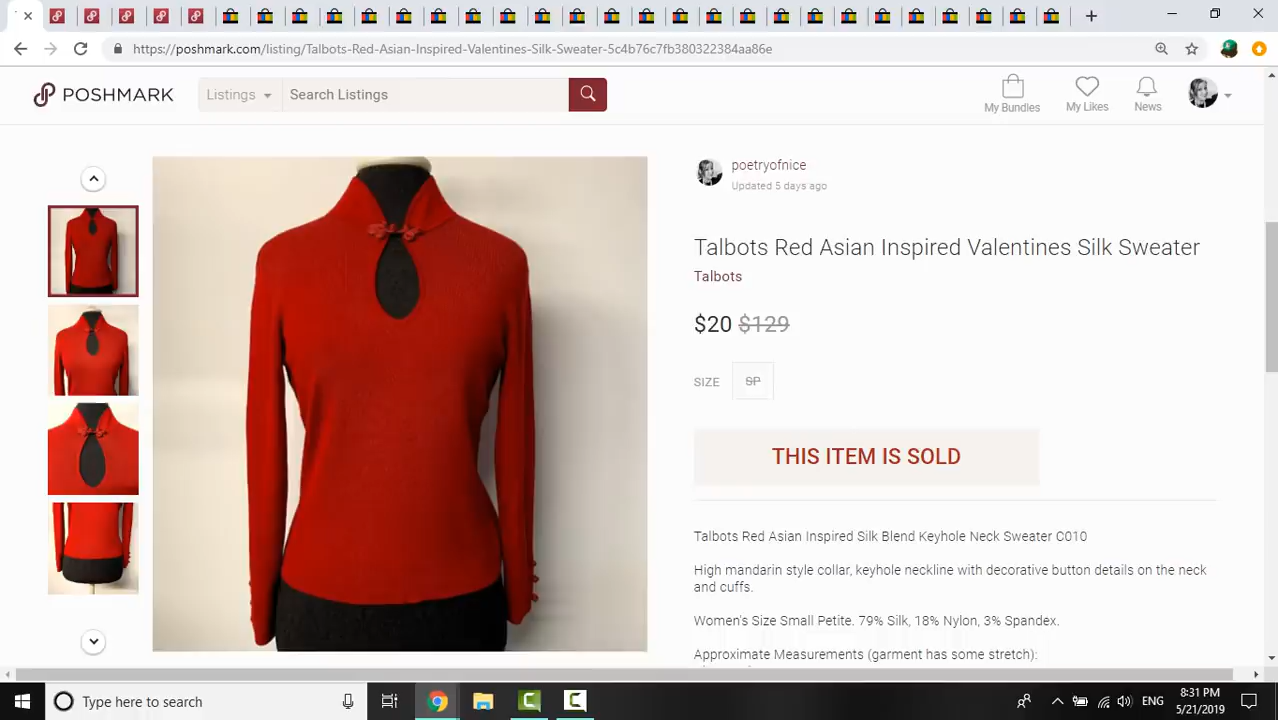 https://poshmark.com/listing/Talbots-Red-Asian-Inspired-Valentines-Silk-Sweater-5c4b76c7fb380322384aa86e
POSHMARK
Listings
Search Listings
My Bundles
My Likes
News
poetryofnice
Updated 5 days ago
Talbots Red Asian Inspired Valentines Silk Sweater
Talbots
$20 $129
SIZE SP
THIS ITEM IS SOLD
Talbots Red Asian Inspired Silk Blend Keyhole Neck Sweater C010
High mandarin style collar, keyhole neckline with decorative button details on the neck
and cuffs.
Women's Size Small Petite. 79% Silk, 18% Nylon, 3% Spandex.
Approximate Measurements (garment has some stretch):
Type here to search
ENG
8:31 PM
5/21/2019